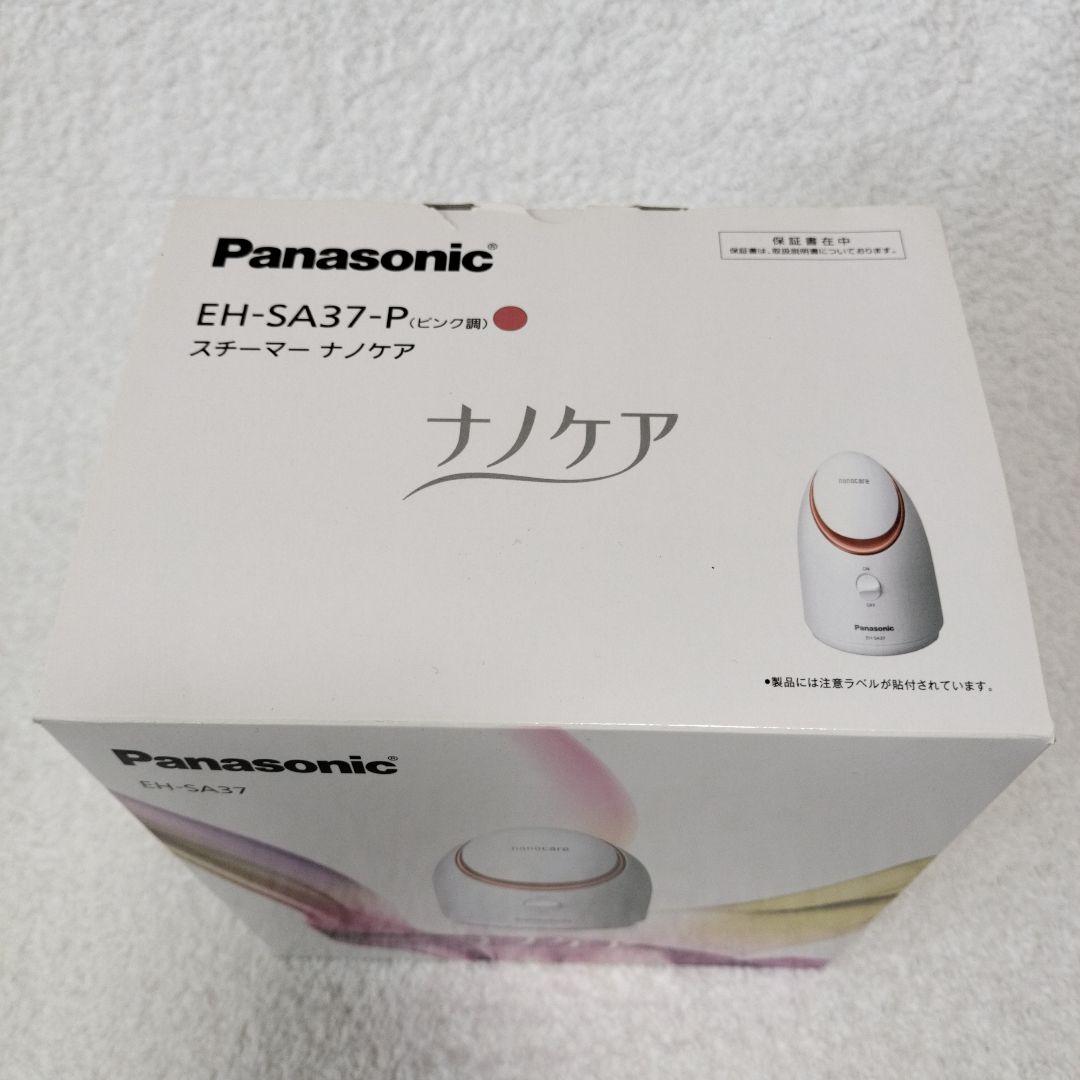 Panasonic®
保証書在中
保証書は、取扱説明書についております。
EH-SA37-P(ピンク調)
スチーマー ナノケア
ナノケア
nanocare
ON
OFF
Panasonic
EH-SA37
•製品には注意ラベルが貼付されています。
Panasonic®
EH-SA37
nanocare